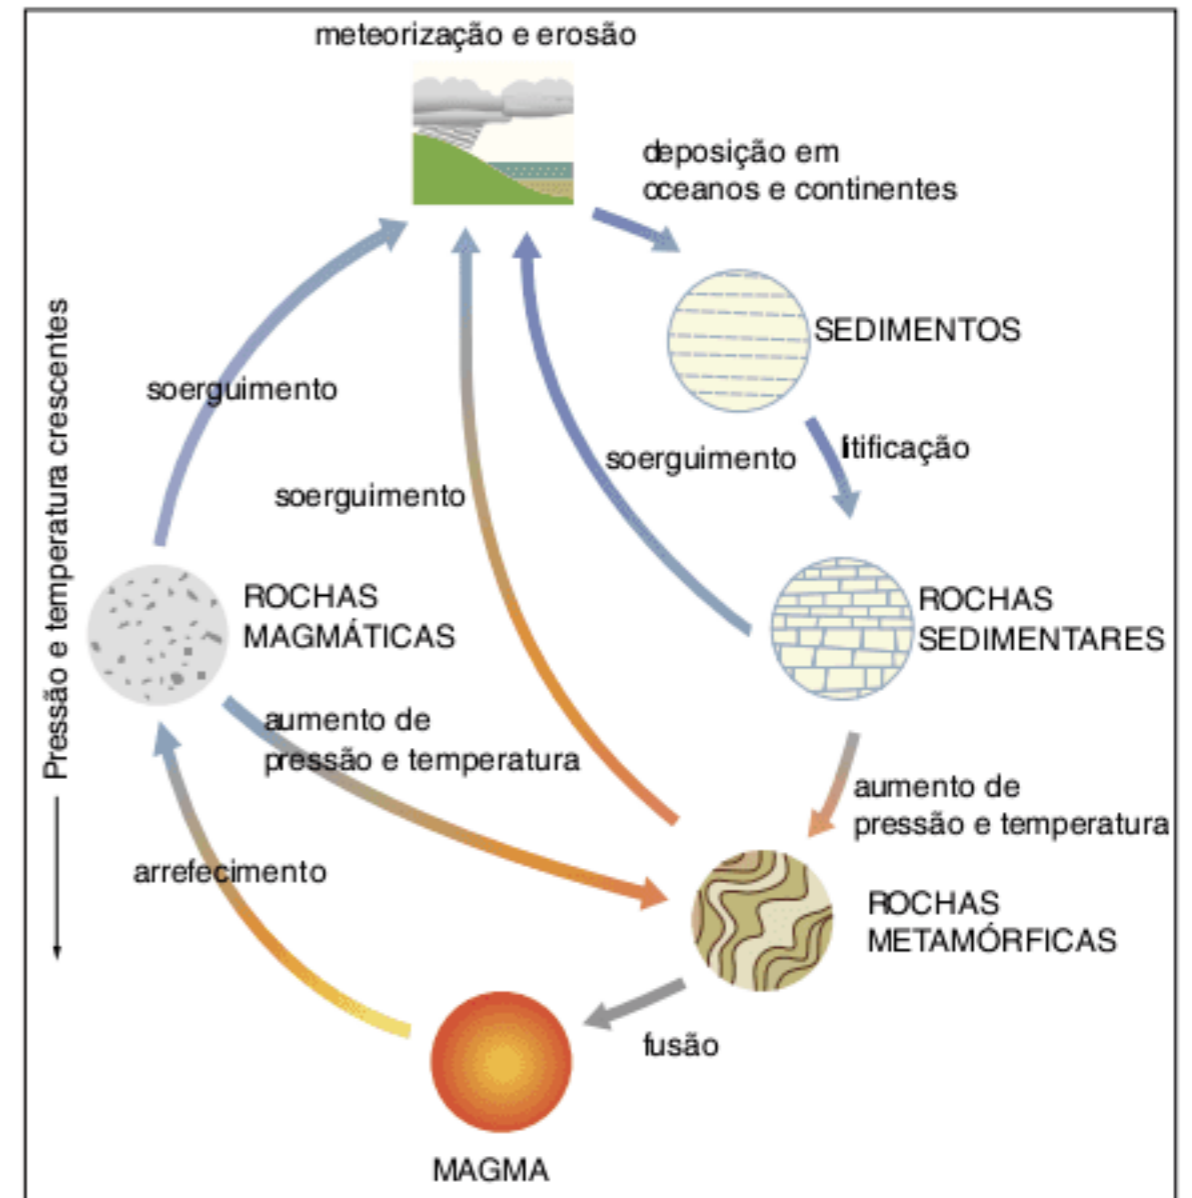 meteorização e erosão
deposição em
oceanos e continentes
SEDIMENTOS
litificação
soerguimento
soerguimento
soerguimento
Pressão e temperatura crescentes
ROCHAS
MAGMÁTICAS
ROCHAS
SEDIMENTARES
aumento de
pressão e temperatura
aumento de
pressão e temperatura
arrefecimento
ROCHAS
METAMÓRFICAS
fusão
MAGMA